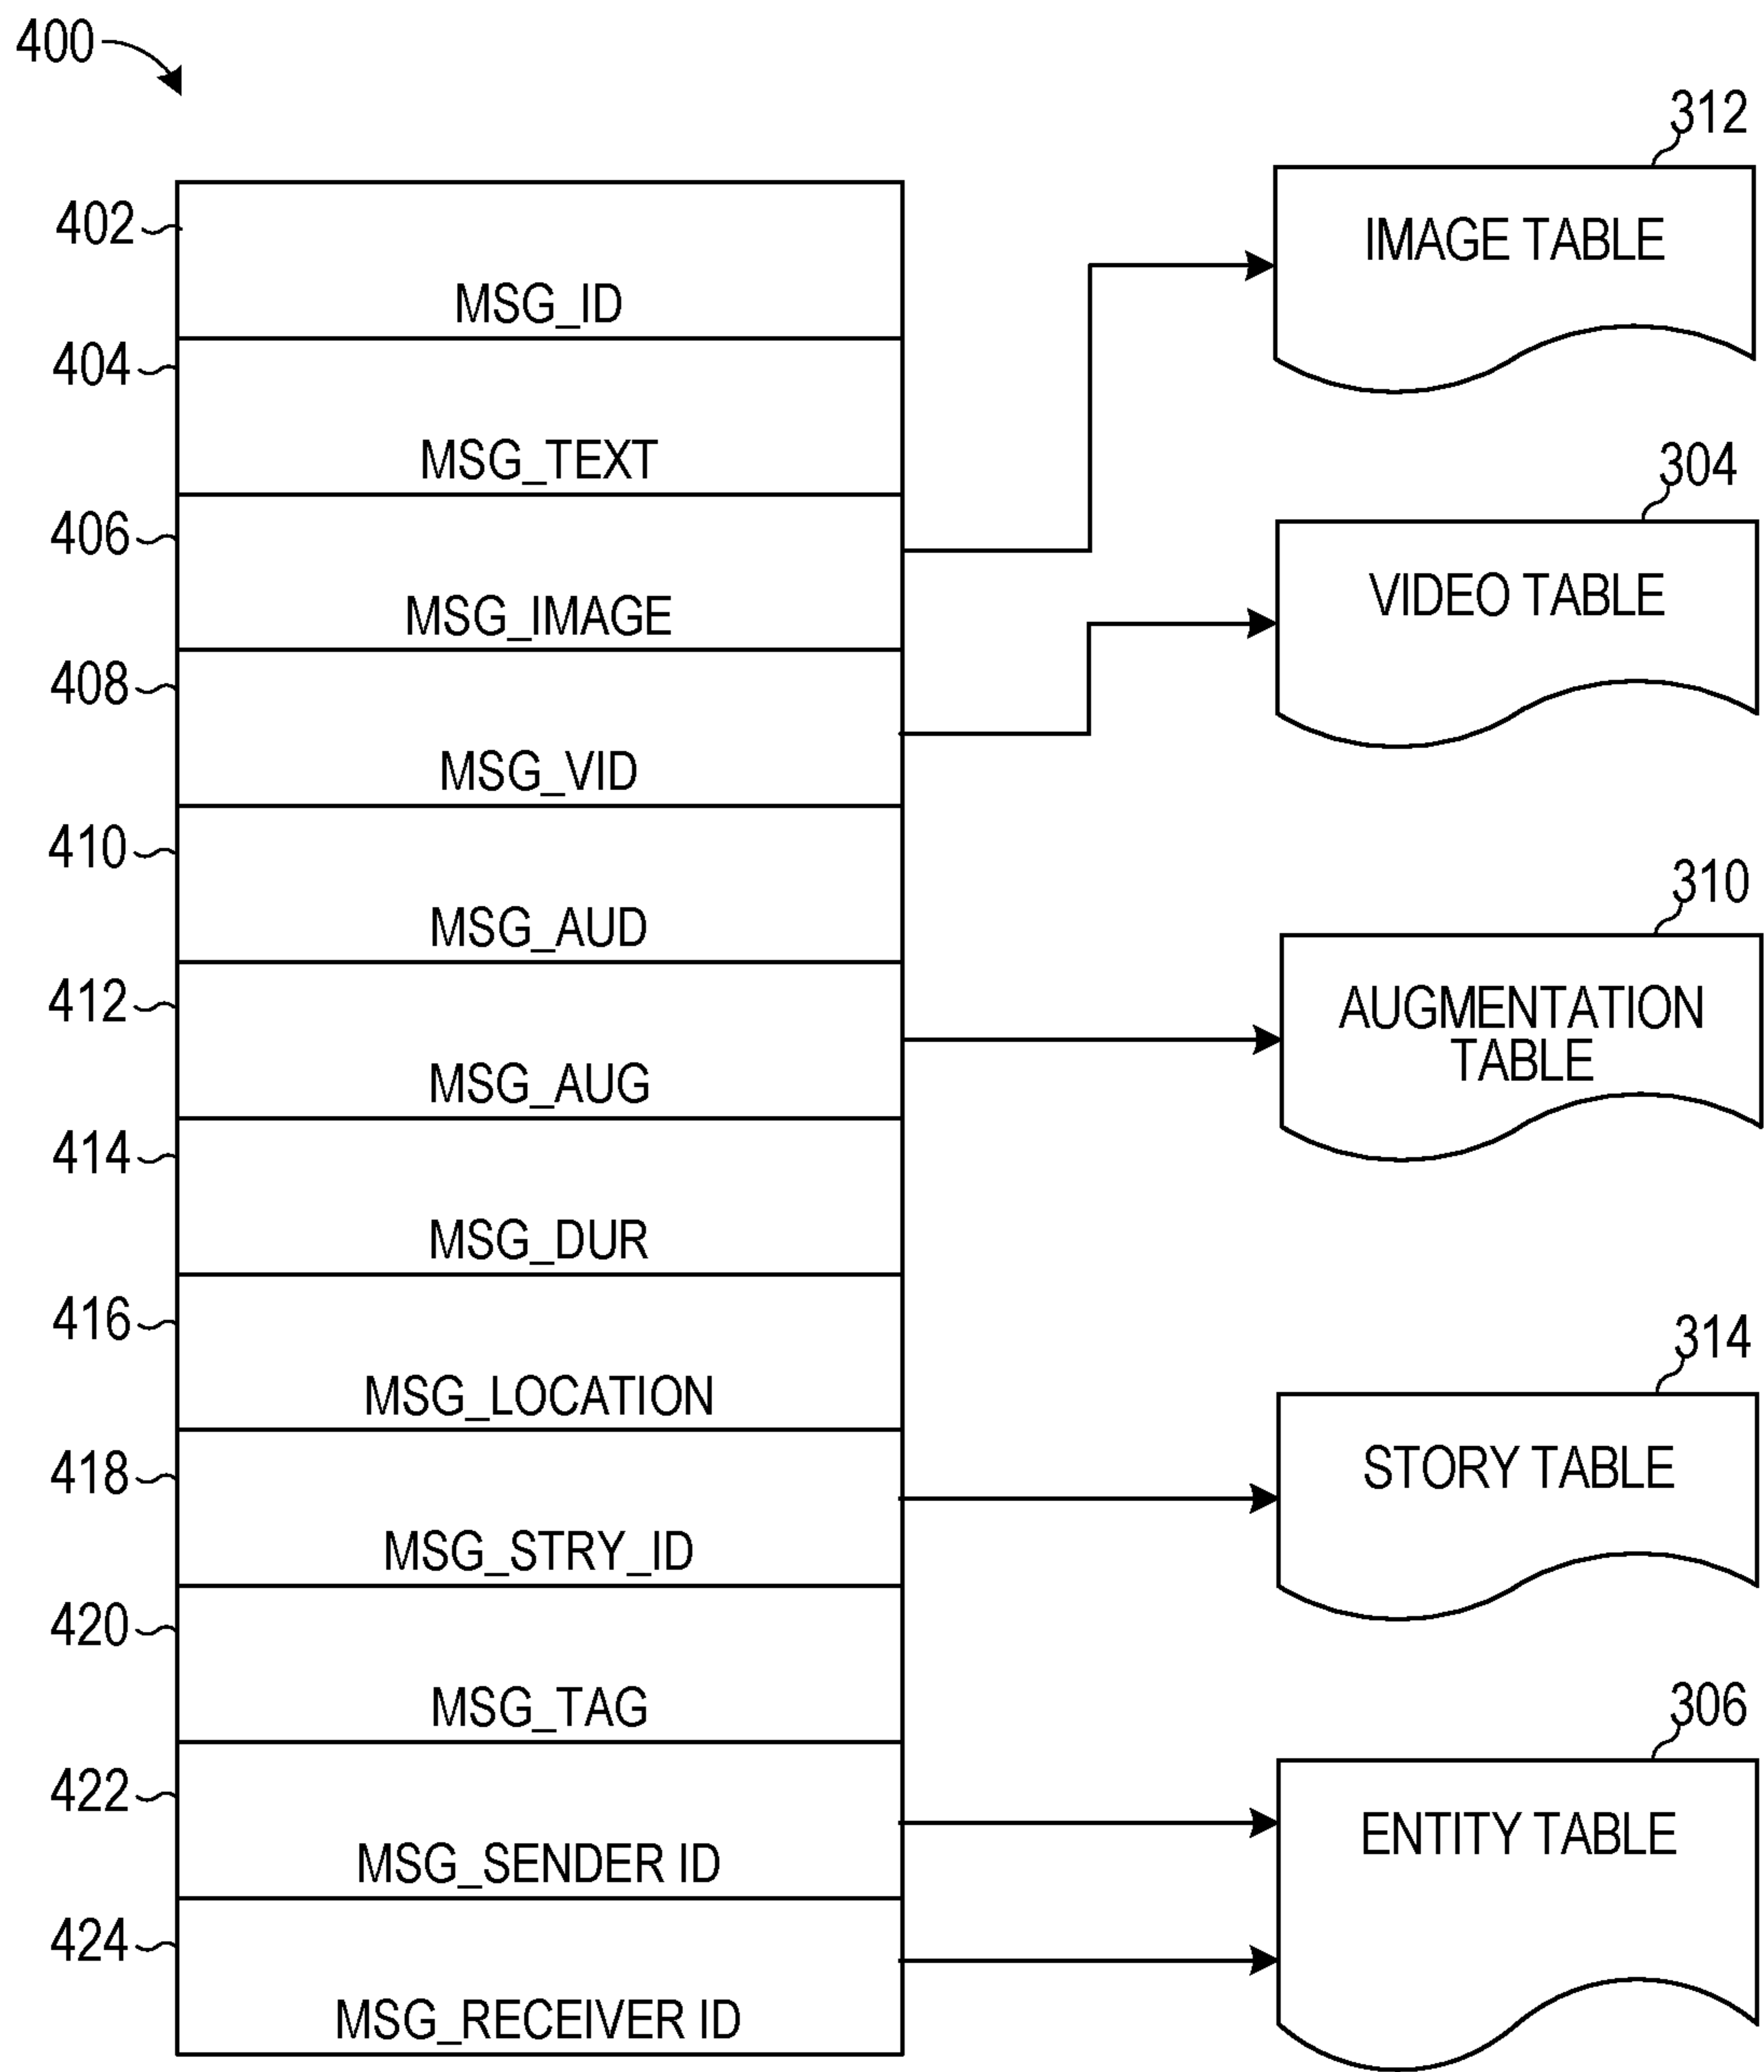 400
312
IMAGE TABLE
402
MSG_ID
404
MSG_TEXT
304
VIDEO TABLE
406
MSG_IMAGE
408
MSG_VID
410
MSG_AUD
310
AUGMENTATION
TABLE
412
MSG_AUG
414
MSG_DUR
416
MSG_LOCATION
314
STORY TABLE
418
MSG_STRY_ID
420
MSG_TAG
306
ENTITY TABLE
422
MSG_SENDER ID
424
MSG_RECEIVER ID